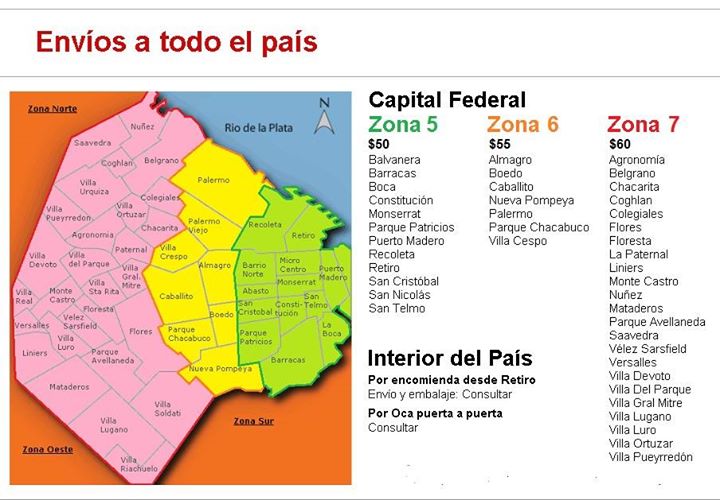 Envíos a todo el país
Zona Norte
Rio de la Plata
N
Nuñez
Saavedra
Coghlan
Belgrano
Villa
Urquiza
Colegiales
Villa
Pueyrredón
Villa
Ortuzar
Chacarita
Agronomia
Paternal
Villa
Devoto
Villa
del Parque
Villa
Gral.
Mitre
Villa
Sta Rita
Villa
Real
Monte
Castro
Floresta
Versalles
Velez
Sarsfield
Villa
Luro
Flores
Liniers
Parque
Avellaneda
Mataderos
Villa
Soldati
Villa
Lugano
Villa
Riachuelo
Palermo
Palermo
Viejo
Villa
Crespo
Almagro
Caballito
Boedo
Parque
Chacabuco
Nueva Pompeya
Recoleta
Retiro
Barrio
Norte
Micro
Centro
Puerto
Madero
Monserrat
Abasto
San
Cristobal
Consti-
tución
San
Telmo
La
Boca
Parque
Patricios
Barracas
Zona Sur
Zona Oeste
Capital Federal
Zona 5
$50
Balvanera
Barracas
Boca
Constitución
Monserrat
Parque Patricios
Puerto Madero
Recoleta
Retiro
San Cristóbal
San Nicolás
San Telmo
Zona 6
$55
Almagro
Boedo
Caballito
Nueva Pompeya
Palermo
Parque Chacabuco
Villa Cespo
Zona 7
$60
Agronomía
Belgrano
Chacarita
Coghlan
Colegiales
Flores
Floresta
La Paternal
Liniers
Monte Castro
Nuñez
Mataderos
Parque Avellaneda
Saavedra
Vélez Sarsfield
Versalles
Villa Devoto
Villa Del Parque
Villa Gral Mitre
Villa Lugano
Villa Luro
Villa Ortuzar
Villa Pueyrredón
Interior del País
Por encomienda desde Retiro
Envío y embalaje: Consultar
Por Oca puerta a puerta
Consultar